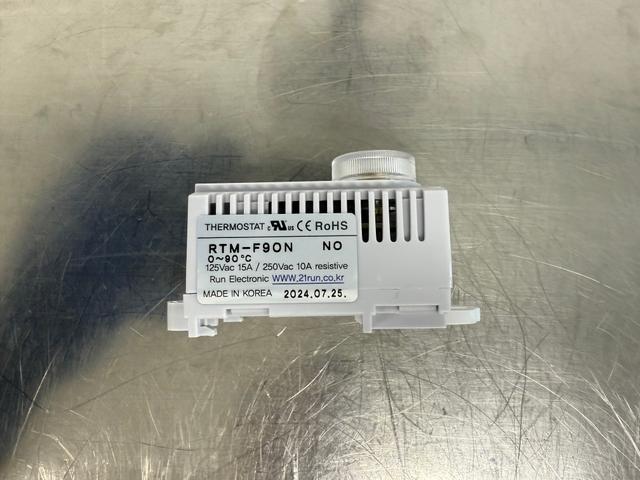 THERMOSTAT c RU us CE RoHS
RTM-F90N NO
0~90℃
125Vac 15A / 250Vac 10A resistive
Run Electronic WWW.21run.co.kr
MADE IN KOREA 2024.07.25.